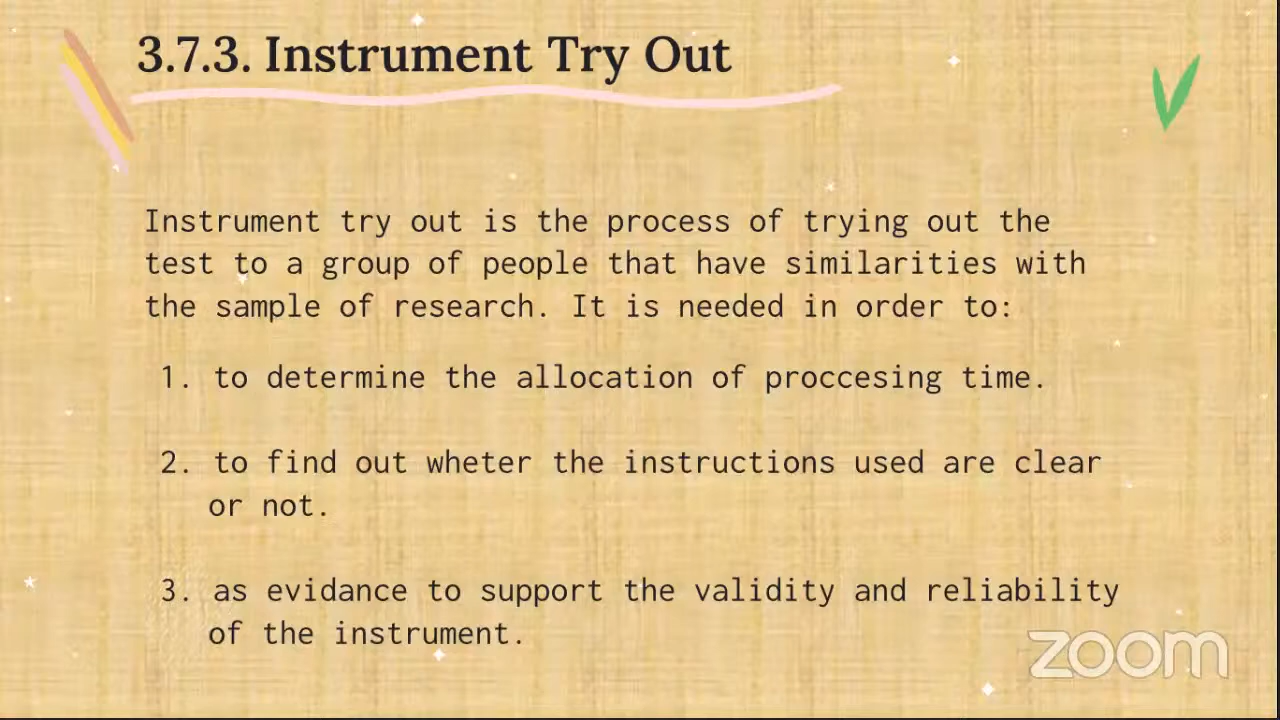 3.7.3. Instrument Try Out
Instrument try out is the process of trying out the
test to a group of people that have similarities with
the sample of research. It is needed in order to:
1. to determine the allocation of proccesing time.
2. to find out wheter the instructions used are clear
or not.
3. as evidance to support the validity and reliability
of the instrument.
zoom